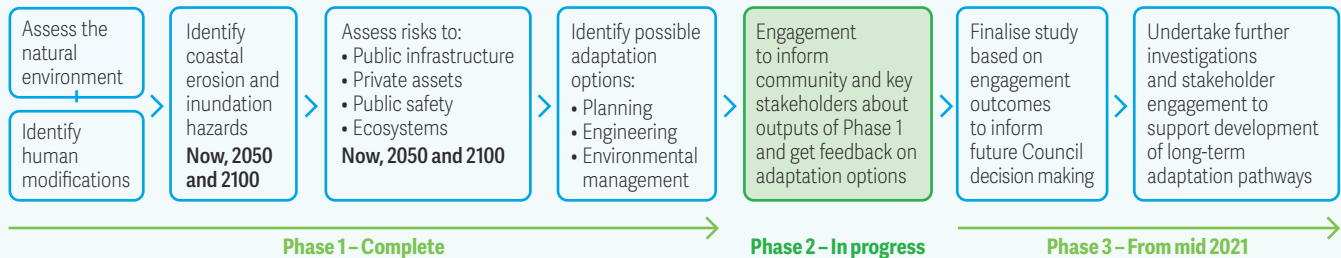 Assess the
natural
environment
Identify
human
modifications
Identify
coastal
erosion and
inundation
hazards
Now, 2050
and 2100
Assess risks to:
• Public infrastructure
• Private assets
• Public safety
• Ecosystems
Now, 2050 and 2100
Identify possible
adaptation
options:
• Planning
• Engineering
• Environmental
management
Engagement
to inform
community and key
stakeholders about
outputs of Phase 1
and get feedback on
adaptation options
Finalise study
based on
engagement
outcomes
to inform
future Council
decision making
Undertake further
investigations
and stakeholder
engagement to
support development
of long-term
adaptation pathways
Phase 1 – Complete
Phase 2 – In progress
Phase 3 – From mid 2021